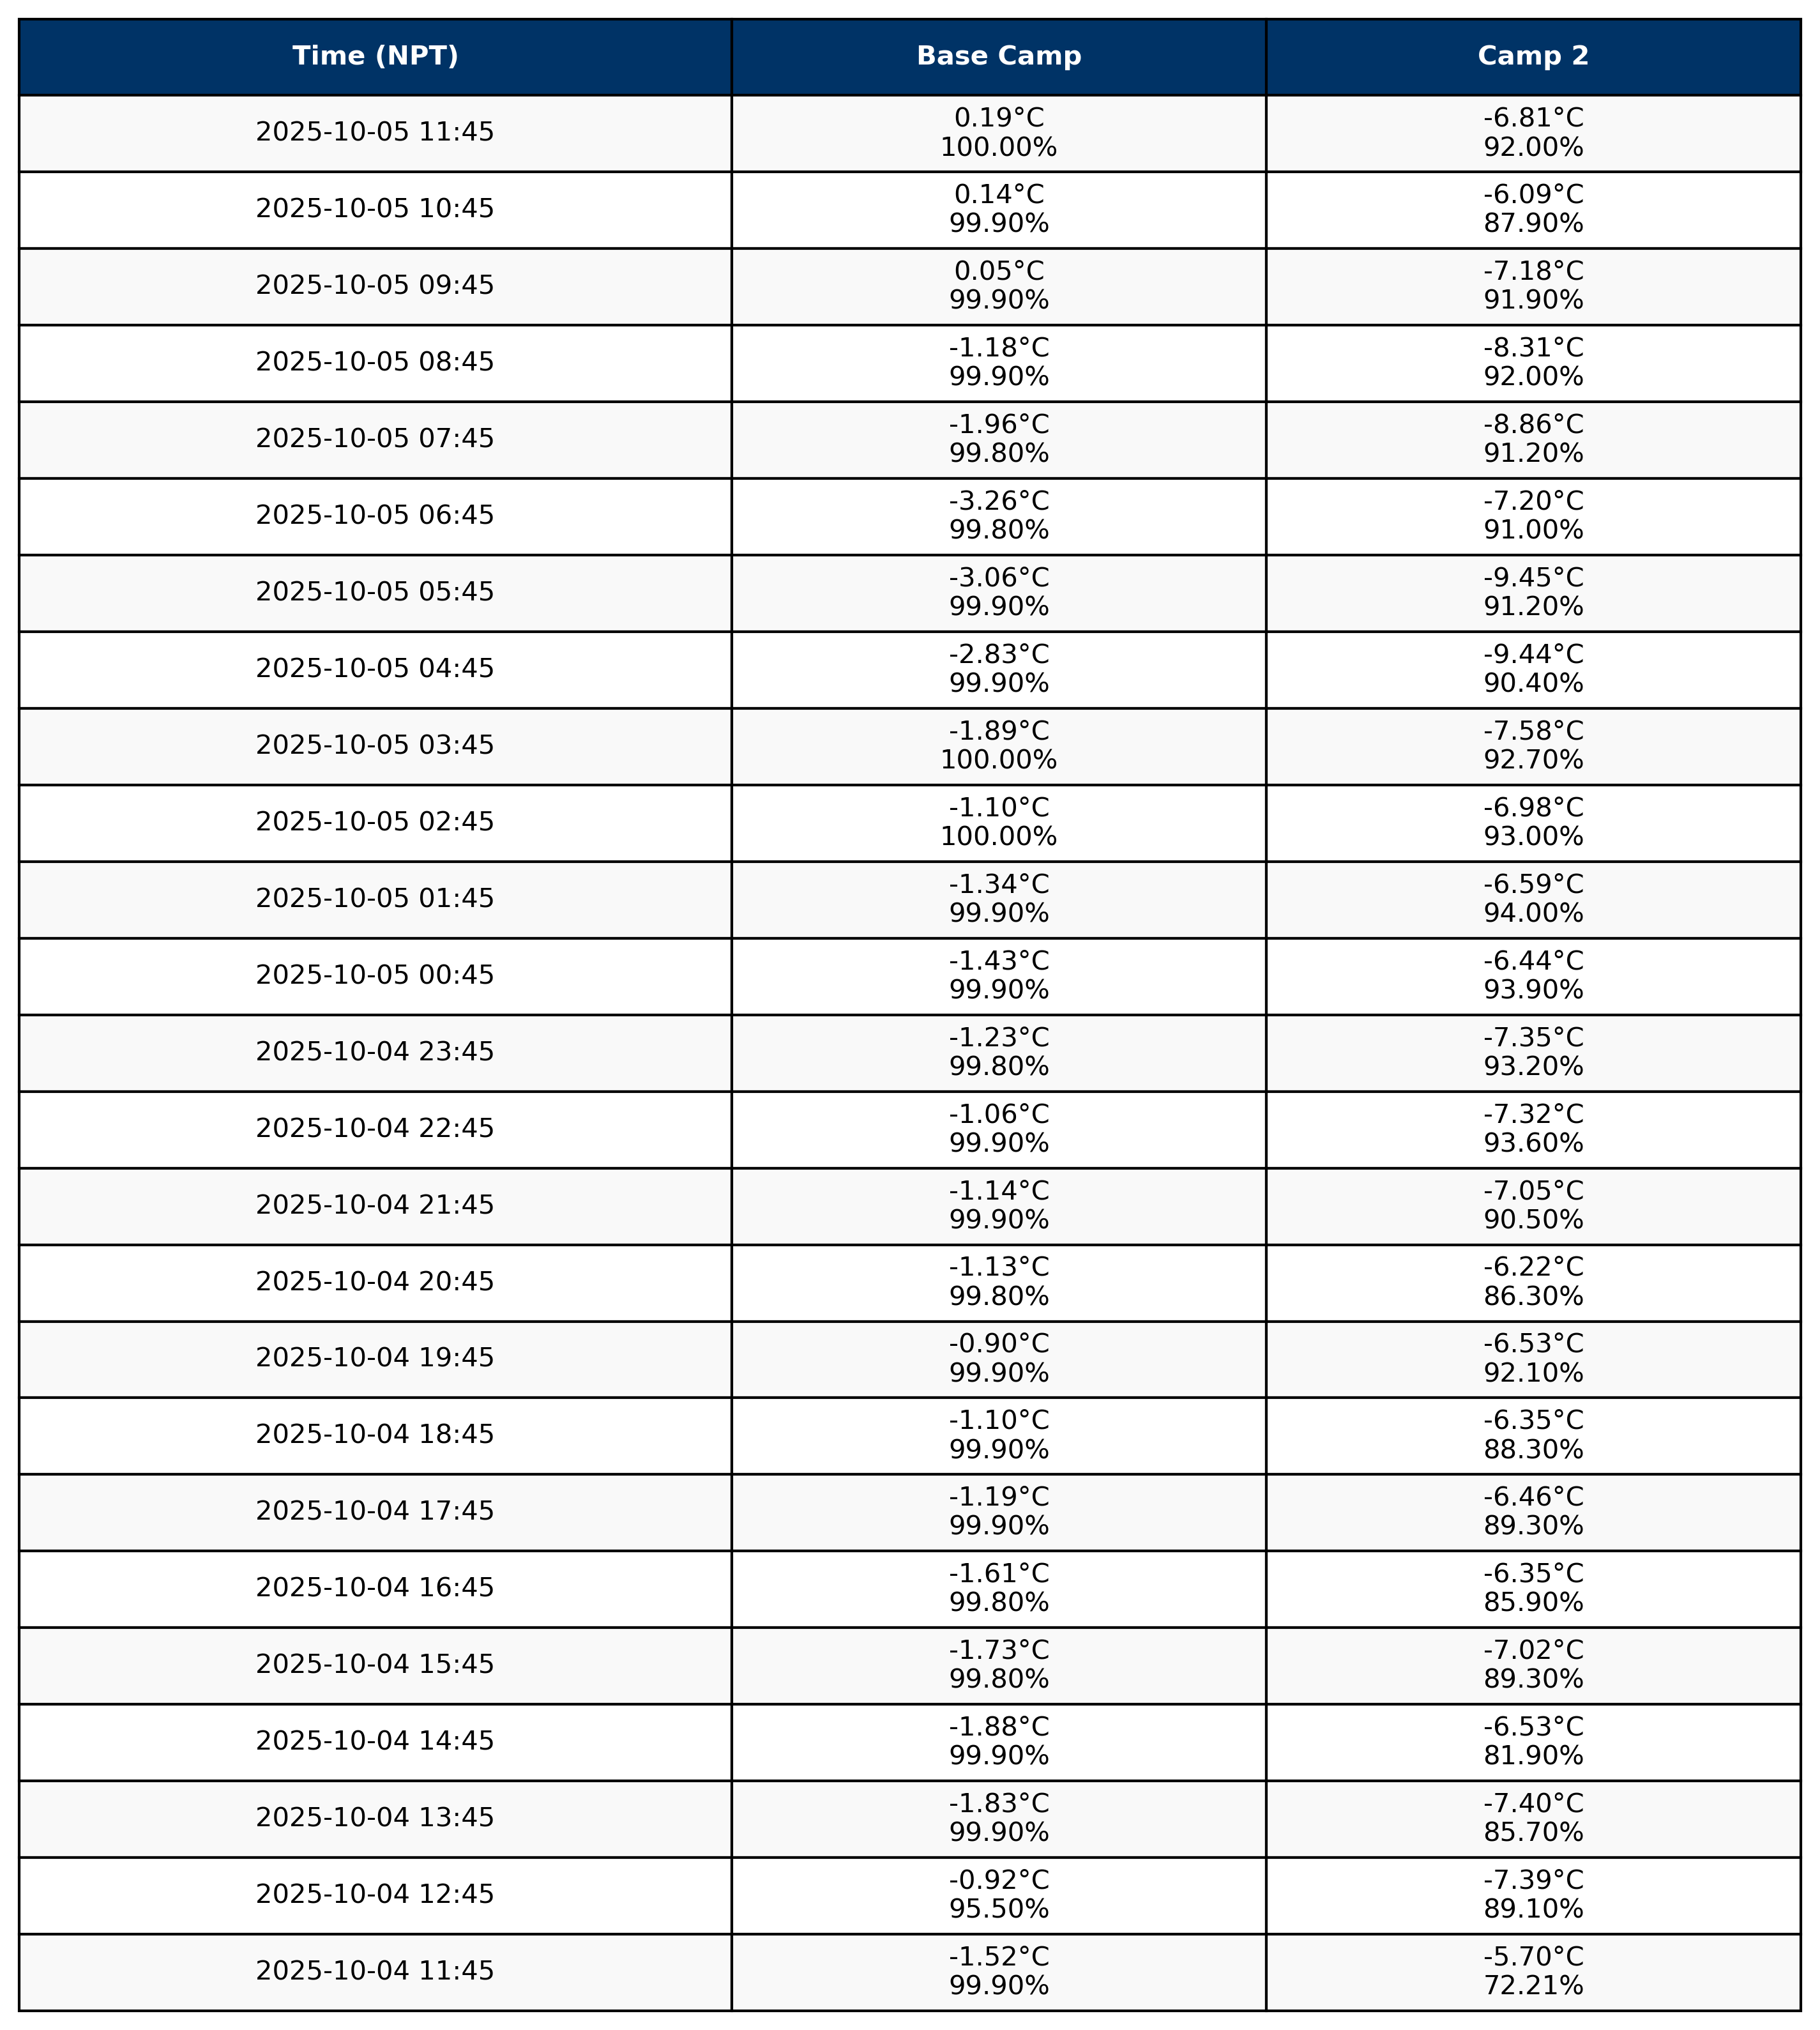 Time (NPT) Base Camp Camp 2
2025-10-05 11:45 0.19°C -6.81°C
100.00% 92.00%
2025-10-05 10:45 0.14°C -6.09°C
99.90% 87.90%
2025-10-05 09:45 0.05°C -7.18°C
99.90% 91.90%
2025-10-05 08:45 -1.18°C -8.31°C
99.90% 92.00%
2025-10-05 07:45 -1.96°C -8.86°C
99.80% 91.20%
2025-10-05 06:45 -3.26°C -7.20°C
99.80% 91.00%
2025-10-05 05:45 -3.06°C -9.45°C
99.90% 91.20%
2025-10-05 04:45 -2.83°C -9.44°C
99.90% 90.40%
2025-10-05 03:45 -1.89°C -7.58°C
100.00% 92.70%
2025-10-05 02:45 -1.10°C -6.98°C
100.00% 93.00%
2025-10-05 01:45 -1.34°C -6.59°C
99.90% 94.00%
2025-10-05 00:45 -1.43°C -6.44°C
99.90% 93.90%
2025-10-04 23:45 -1.23°C -7.35°C
99.80% 93.20%
2025-10-04 22:45 -1.06°C -7.32°C
99.90% 93.60%
2025-10-04 21:45 -1.14°C -7.05°C
99.90% 90.50%
2025-10-04 20:45 -1.13°C -6.22°C
99.80% 86.30%
2025-10-04 19:45 -0.90°C -6.53°C
99.90% 92.10%
2025-10-04 18:45 -1.10°C -6.35°C
99.90% 88.30%
2025-10-04 17:45 -1.19°C -6.46°C
99.90% 89.30%
2025-10-04 16:45 -1.61°C -6.35°C
99.80% 85.90%
2025-10-04 15:45 -1.73°C -7.02°C
99.80% 89.30%
2025-10-04 14:45 -1.88°C -6.53°C
99.90% 81.90%
2025-10-04 13:45 -1.83°C -7.40°C
99.90% 85.70%
2025-10-04 12:45 -0.92°C -7.39°C
95.50% 89.10%
2025-10-04 11:45 -1.52°C -5.70°C
99.90% 72.21%